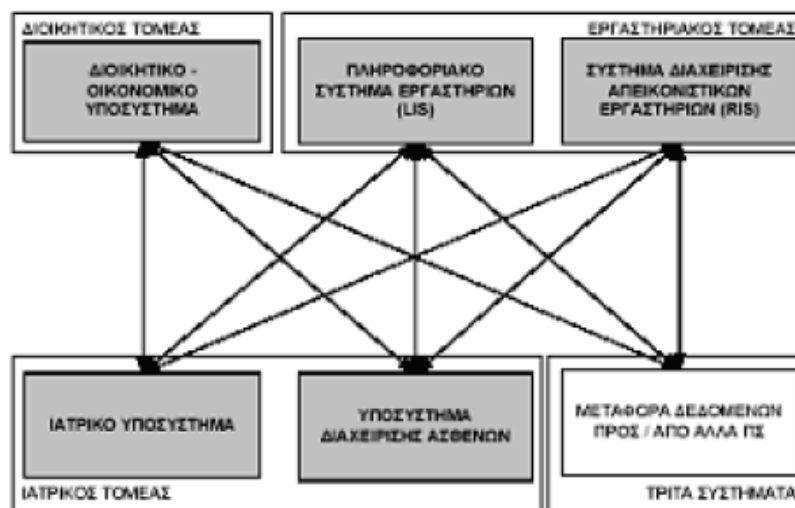 ΔΙΟΙΚΗΤΙΚΟΣ ΤΟΜΕΑΣ
ΔΙΟΙΚΗΤΙΚΟ -
ΟΙΚΟΝΟΜΙΚΟ
ΥΠΟΣΥΣΤΗΜΑ
ΕΡΓΑΣΤΗΡΙΑΚΟΣ ΤΟΜΕΑΣ
ΠΛΗΡΟΦΟΡΙΑΚΟ
ΣΥΣΤΗΜΑ ΕΡΓΑΣΤΗΡΙΩΝ
(LIS)
ΣΥΣΤΗΜΑ ΔΙΑΧΕΙΡΙΣΗΣ
ΑΠΕΙΚΟΝΙΣΤΙΚΩΝ
ΕΡΓΑΣΤΗΡΙΩΝ (RIS)
ΙΑΤΡΙΚΟ ΥΠΟΣΥΣΤΗΜΑ
ΥΠΟΣΥΣΤΗΜΑ
ΔΙΑΧΕΙΡΙΣΗΣ ΑΣΘΕΝΩΝ
ΙΑΤΡΙΚΟΣ ΤΟΜΕΑΣ
ΜΕΤΑΦΟΡΑ ΔΕΔΟΜΕΝΩΝ
ΠΡΟΣ / ΑΠΟ ΑΛΛΑ ΠΣ
ΤΡΙΤΑ ΣΥΣΤΗΜΑΤΑ